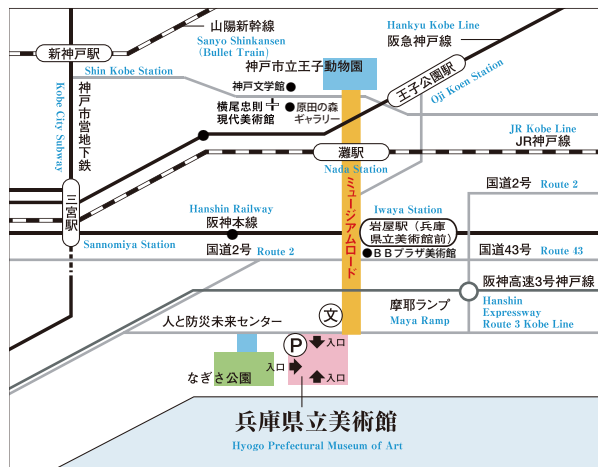 山陽新幹線
Sanyo Shinkansen
(Bullet Train)
Hankyu Kobe Line
阪急神戸線
新神戸駅
Shin Kobe Station
神戸市立王子動物園
神戸文学館
横尾忠則
現代美術館
原田の森
ギャラリー
王子公園駅
Oji Koen Station
Kobe City Subway
神戸市営地下鉄
JR Kobe Line
JR神戸線
灘駅
Nada Station
ミュージアムロード
三宮駅
Sannomiya Station
Hanshin Railway
阪神本線
Iwaya Station
岩屋駅(兵庫
県立美術館前)
BBプラザ美術館
国道2号 Route 2
国道2号 Route 2
国道43号 Route 43
阪神高速3号神戸線
Hanshin
Expressway
Route 3 Kobe Line
摩耶ランプ
Maya Ramp
文
人と防災未来センター
P
入口
入口
入口
なぎさ公園
兵庫県立美術館
Hyogo Prefectural Museum of Art